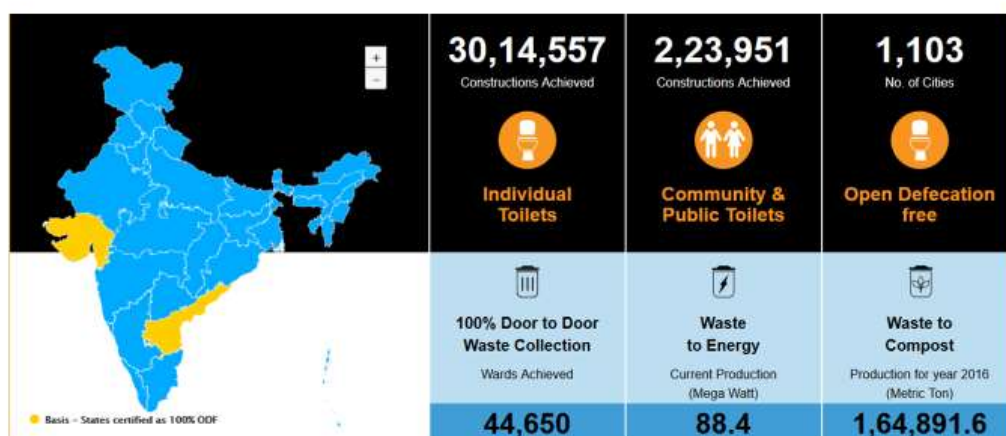 +
−
30,14,557
Constructions Achieved
Individual
Toilets
2,23,951
Constructions Achieved
Community &
Public Toilets
1,103
No. of Cities
Open Defecation
free
100% Door to Door
Waste Collection
Wards Achieved
44,650
Waste
to Energy
Current Production
(Mega Watt)
88.4
Waste to
Compost
Production for year 2016
(Metric Ton)
1,64,891.6
Basis – States certified as 100% ODF